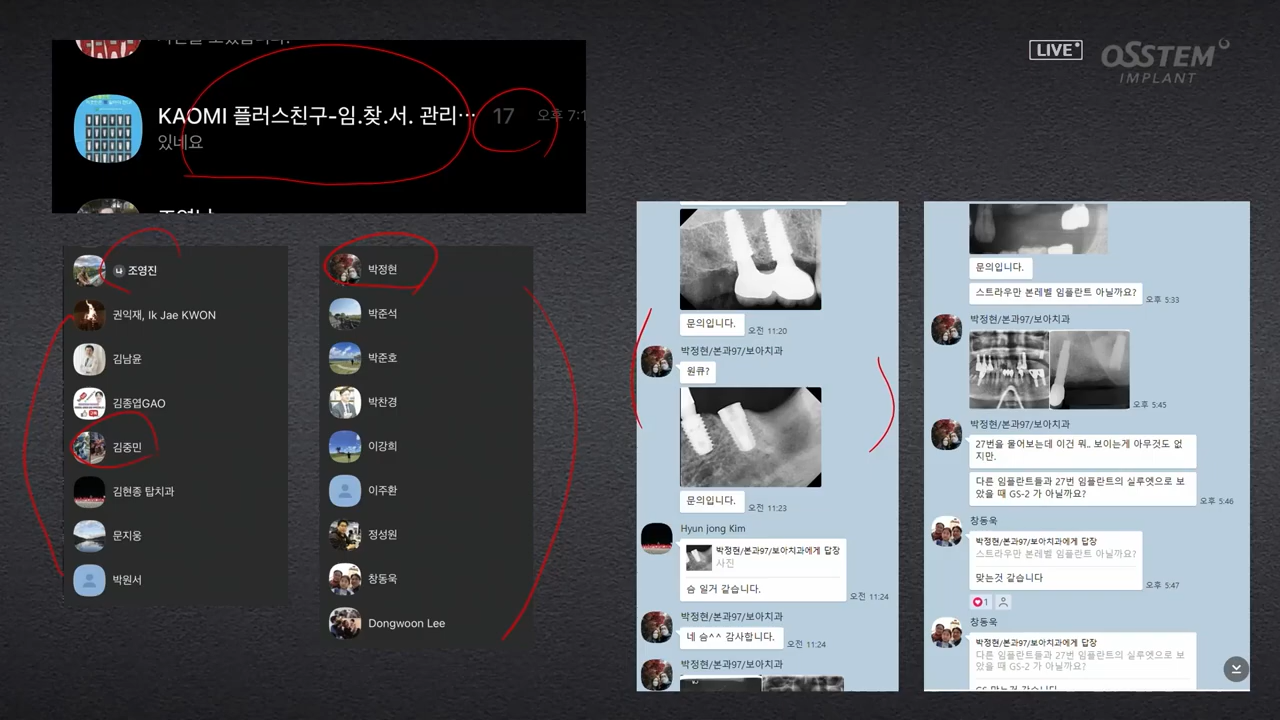 LIVE
OSSTEM
IMPLANT
KAOMI 플러스친구-임.찾.서. 관리… 17
있네요
나 조영진
권익재, Ik Jae KWON
김남윤
김종엽GAO
김중민
김현종 탑치과
문지웅
박원서
박정현
박준석
박준호
박찬경
이강희
이주환
정성원
창동욱
Dongwoon Lee
문의입니다.
오전 11:20
박정현/본과97/보아치과
원큐?
문의입니다.
오전 11:23
Hyun jong Kim
박정현/본과97/보아치과에게 답장
사진
슴 일거 같습니다.
오전 11:24
박정현/본과97/보아치과
네 슴^^ 감사합니다.
오전 11:24
박정현/본과97/보아치과
문의입니다.
스트라우만 본레벨 임플란트 아닐까요?
오후 5:33
박정현/본과97/보아치과
오후 5:45
박정현/본과97/보아치과
27번을 물어보는데 이건 뭐.. 보이는게 아무것도 없
지만.
다른 임플란트들과 27번 임플란트의 실루엣으로 보
았을 때 GS-2 가 아닐까요?
오후 5:46
창동욱
박정현/본과97/보아치과에게 답장
스트라우만 본레벨 임플란트 아닐까요?
맞는것 같습니다
오후 5:47
1
창동욱
박정현/본과97/보아치과에게 답장
다른 임플란트들과 27번 임플란트의 실루엣으로 보
았을 때 GS-2 가 아닐까요?